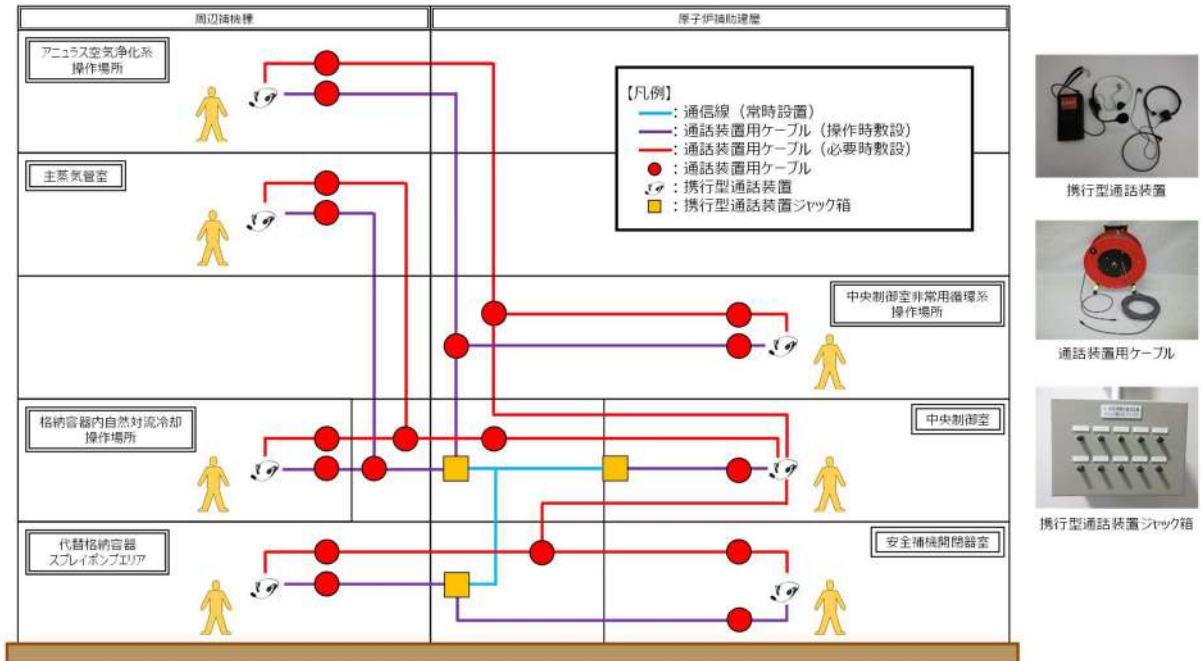 周辺補機棟
原子炉補助建屋
アニュラス空気浄化系
操作場所
【凡例】
：通信線（常時設置）
：通話装置用ケーブル（操作時敷設）
：通話装置用ケーブル（必要時敷設）
：通話装置用ケーブル
：携行型通話装置
：携行型通話装置ジャック箱
主蒸気管室
中央制御室非常用循環系
操作場所
格納容器内自然対流冷却
操作場所
中央制御室
代替格納容器
スプレイポンプエリア
安全補機開閉器室
携行型通話装置
通話装置用ケーブル
携行型通話装置ジャック箱